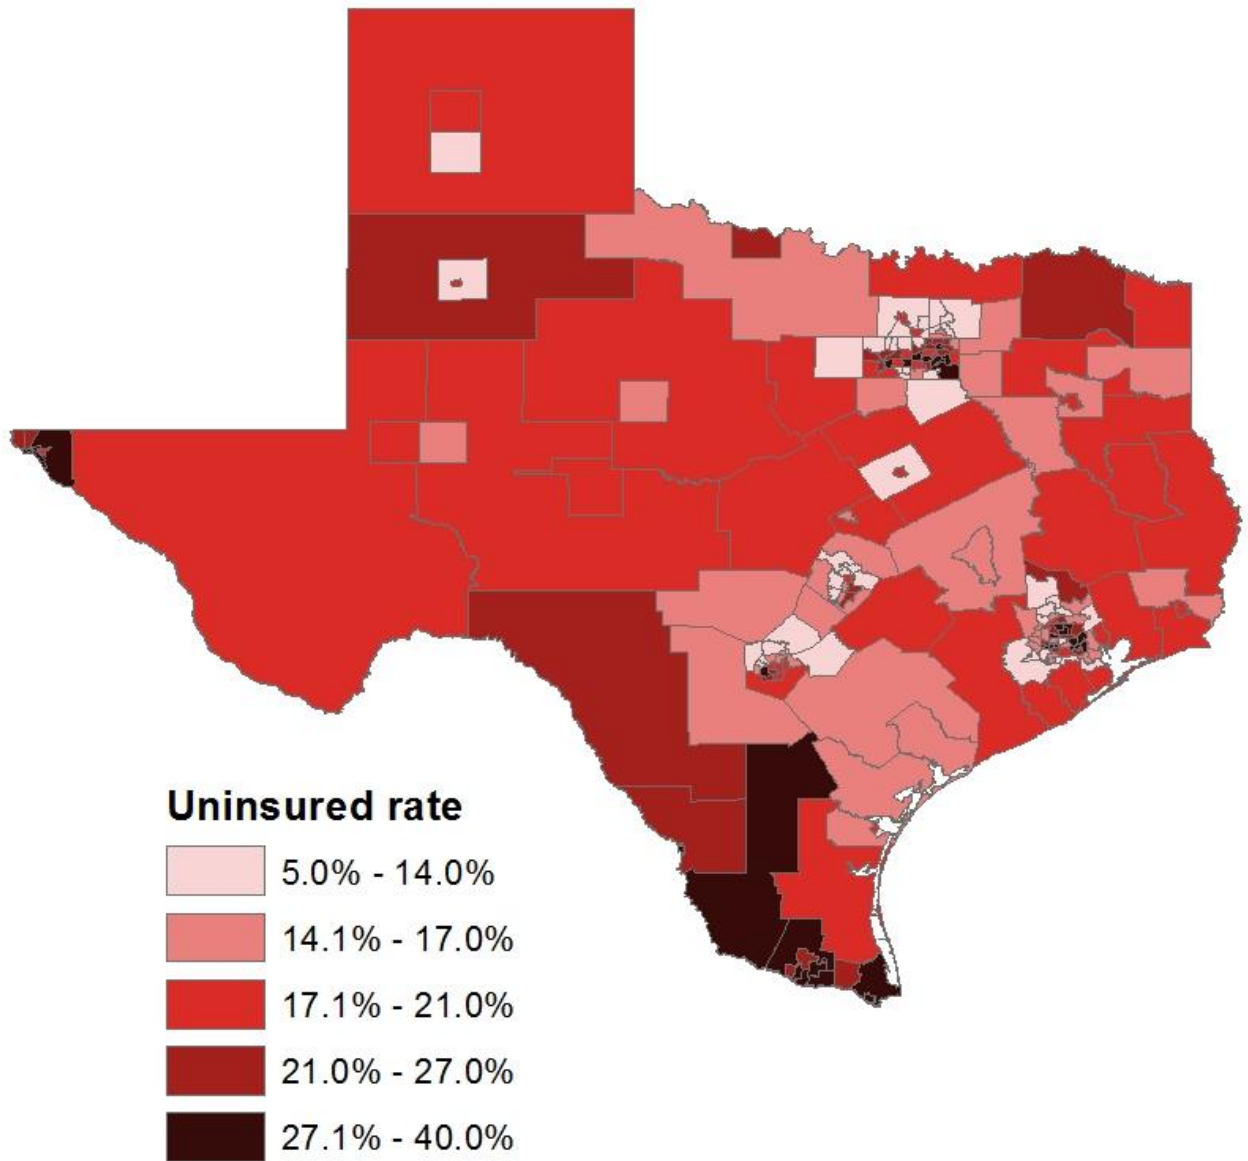 Uninsured rate
5.0% - 14.0%
14.1% - 17.0%
17.1% - 21.0%
21.0% - 27.0%
27.1% - 40.0%